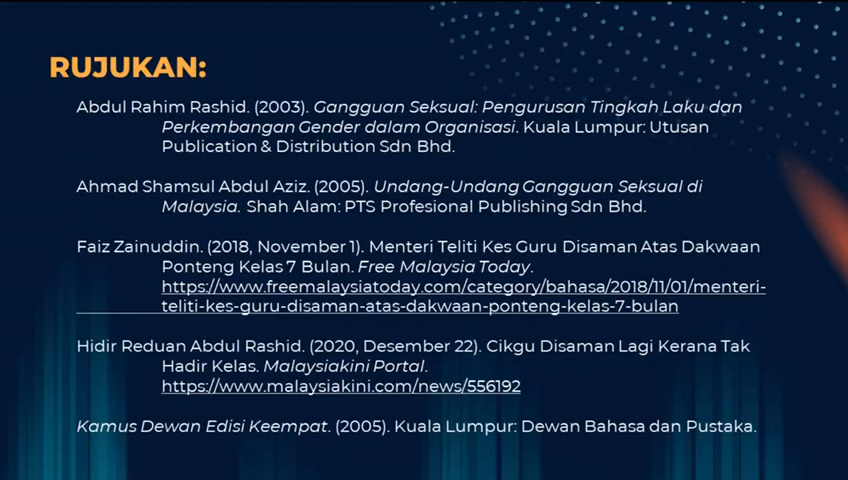 RUJUKAN:
Abdul Rahim Rashid. (2003). Gangguan Seksual: Pengurusan Tingkah Laku dan
Perkembangan Gender dalam Organisasi. Kuala Lumpur: Utusan
Publication & Distribution Sdn Bhd.
Ahmad Shamsul Abdul Aziz. (2005). Undang-Undang Gangguan Seksual di
Malaysia. Shah Alam: PTS Profesional Publishing Sdn Bhd.
Faiz Zainuddin. (2018, November 1). Menteri Teliti Kes Guru Disaman Atas Dakwaan
Ponteng Kelas 7 Bulan. Free Malaysia Today.
https://www.freemalaysiatoday.com/category/bahasa/2018/11/01/menteri-
teliti-kes-guru-disaman-atas-dakwaan-ponteng-kelas-7-bulan
Hidir Reduan Abdul Rashid. (2020, Desember 22). Cikgu Disaman Lagi Kerana Tak
Hadir Kelas. Malaysiakini Portal.
https://www.malaysiakini.com/news/556192
Kamus Dewan Edisi Keempat. (2005). Kuala Lumpur: Dewan Bahasa dan Pustaka.